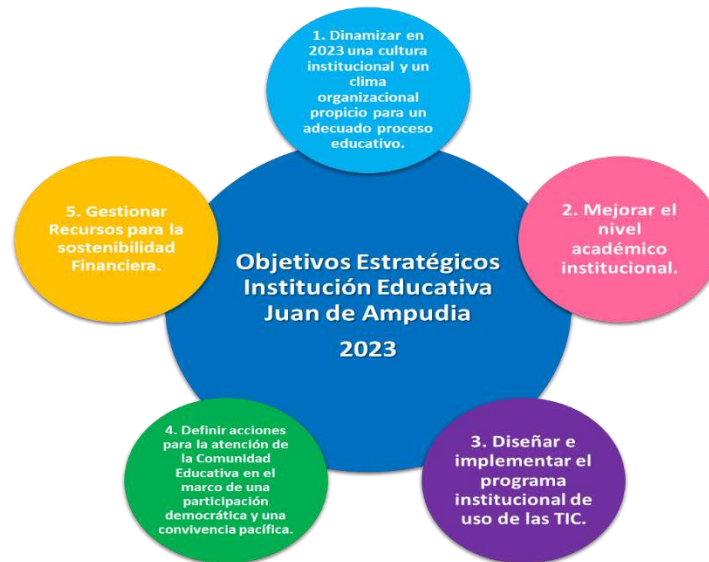 1. Dinamizar en
2023 una cultura
institucional y un
clima
organizacional
propicio para un
adecuado proceso
educativo.
2. Mejorar el
nivel
académico
institucional.
3. Diseñar e
implementar el
programa
institucional de
uso de las TIC.
4. Definir acciones
para la atención de
la Comunidad
Educativa en el
marco de una
participación
democrática y una
convivencia pacífica.
5. Gestionar
Recursos para la
sostenibilidad
Financiera.
Objetivos Estratégicos
Institución Educativa
Juan de Ampudia
2023